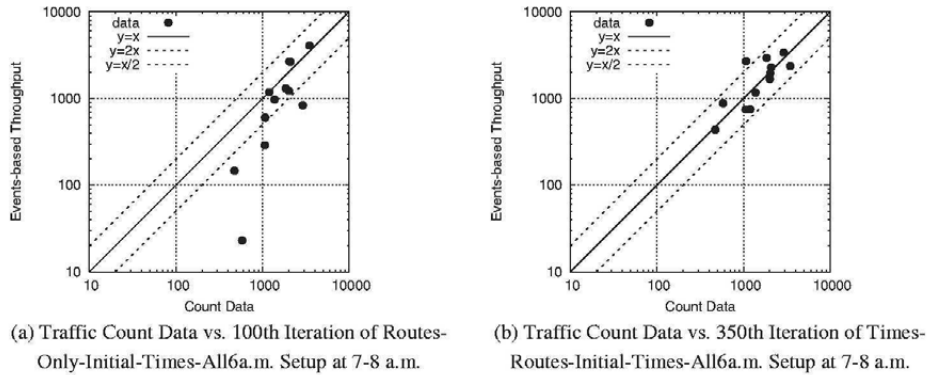 10000
1000
100
10
Events-based Throughput
data
y=x
y=2x
y=x/2
10 100 1000 10000
Count Data
(a) Traffic Count Data vs. 100th Iteration of Routes-
Only-Initial-Times-All6a.m. Setup at 7-8 a.m.
10000
1000
100
10
Events-based Throughput
data
y=x
y=2x
y=x/2
10 100 1000 10000
Count Data
(b) Traffic Count Data vs. 350th Iteration of Times-
Routes-Initial-Times-All6a.m. Setup at 7-8 a.m.